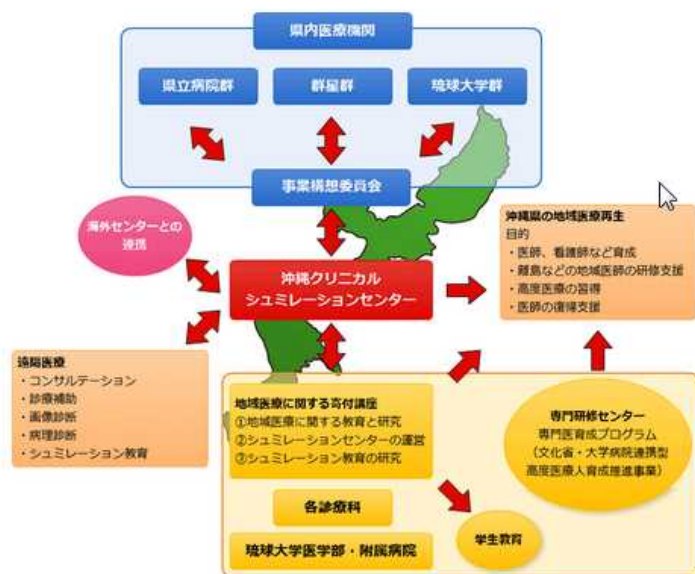 県内医療機関
県立病院群
群星群
琉球大学群
事業構想委員会
海外センターとの
連携
沖縄クリニカル
シュミレーションセンター
沖縄県の地域医療再生
目的
・医師、看護師など育成
・離島などの地域医師の研修支援
・高度医療の習得
・医師の復帰支援
遠隔医療
・コンサルテーション
・診療補助
・画像診断
・病理診断
・シュミレーション教育
地域医療に関する寄付講座
①地域医療に関する教育と研究
②シュミレーションセンターの運営
③シュミレーション教育の研究
専門研修センター
専門医育成プログラム
（文化省・大学病院連携型
高度医療人育成推進事業）
各診療科
学生教育
琉球大学医学部・附属病院